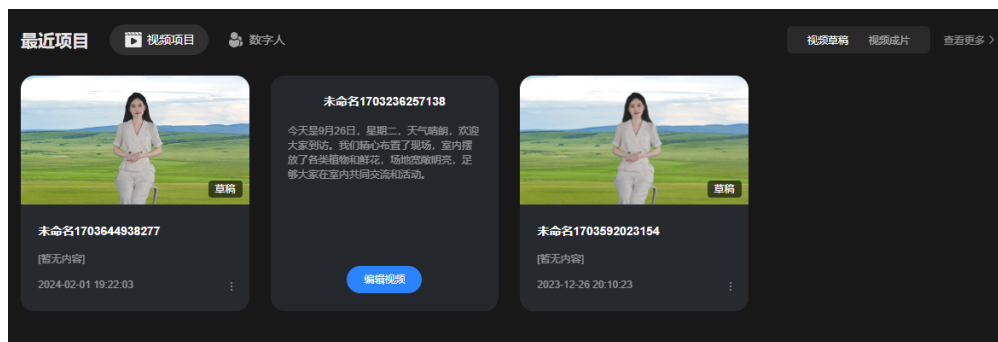 最近项目
视频项目
数字人
视频草稿
视频成片
查看更多
草稿
未命名1703644938277
[暂无内容]
2024-02-01 19:22:03
未命名1703236257138
今天是9月26日，星期二，天气晴朗，欢迎
大家到访。我们精心布置了现场，室内摆
放了各类植物和鲜花，场地宽敞明亮，足
够大家在室内共同交流和活动。
编辑视频
草稿
未命名1703592023154
[暂无内容]
2023-12-26 20:10:23